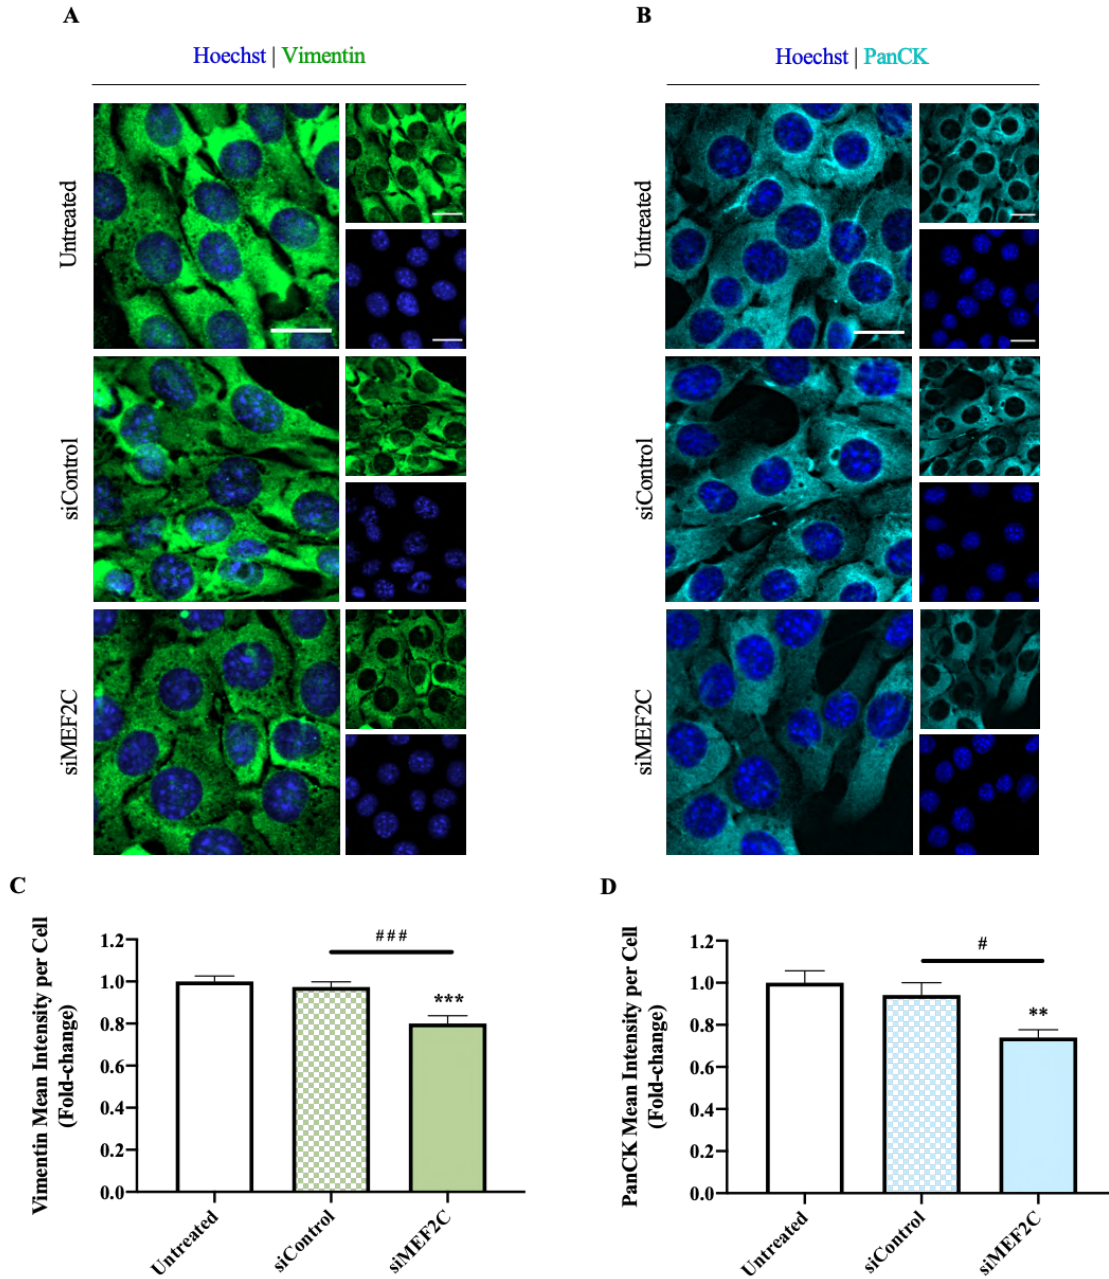 A
B
Hoechst | Vimentin
Hoechst | PanCK
Untreated
Untreated
siControl
siControl
siMEF2C
siMEF2C
C
Vimentin Mean Intensity per Cell
(Fold-change)
1.2
1.0
0.8
0.6
0.4
0.2
0.0
###
***
Untreated
siControl
siMEF2C
D
PanCK Mean Intensity per Cell
(Fold-change)
1.2
1.0
0.8
0.6
0.4
0.2
0.0
#
**
Untreated
siControl
siMEF2C